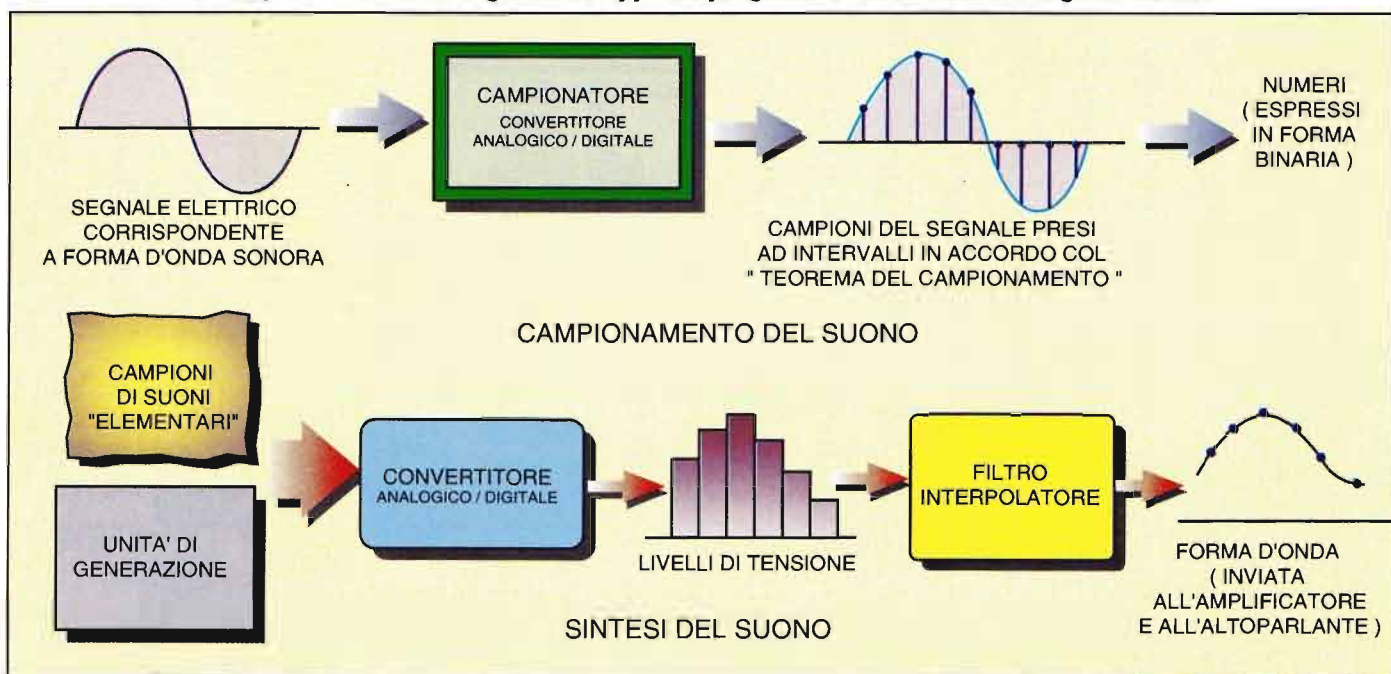 SEGNALE ELETTRICO
CORRISPONDENTE
A FORMA D'ONDA SONORA
CAMPIONATORE
CONVERTITORE
ANALOGICO / DIGITALE
CAMPIONI DEL SEGNALE PRESI
AD INTERVALLI IN ACCORDO COL
" TEOREMA DEL CAMPIONAMENTO "
NUMERI
( ESPRESSI
IN FORMA
BINARIA )
CAMPIONAMENTO DEL SUONO
CAMPIONI
DI SUONI
"ELEMENTARI"
UNITA' DI
GENERAZIONE
CONVERTITORE
ANALOGICO / DIGITALE
LIVELLI DI TENSIONE
FILTRO
INTERPOLATORE
FORMA D'ONDA
( INVIATA
ALL'AMPLIFICATORE
E ALL'ALTOPARLANTE )
SINTESI DEL SUONO